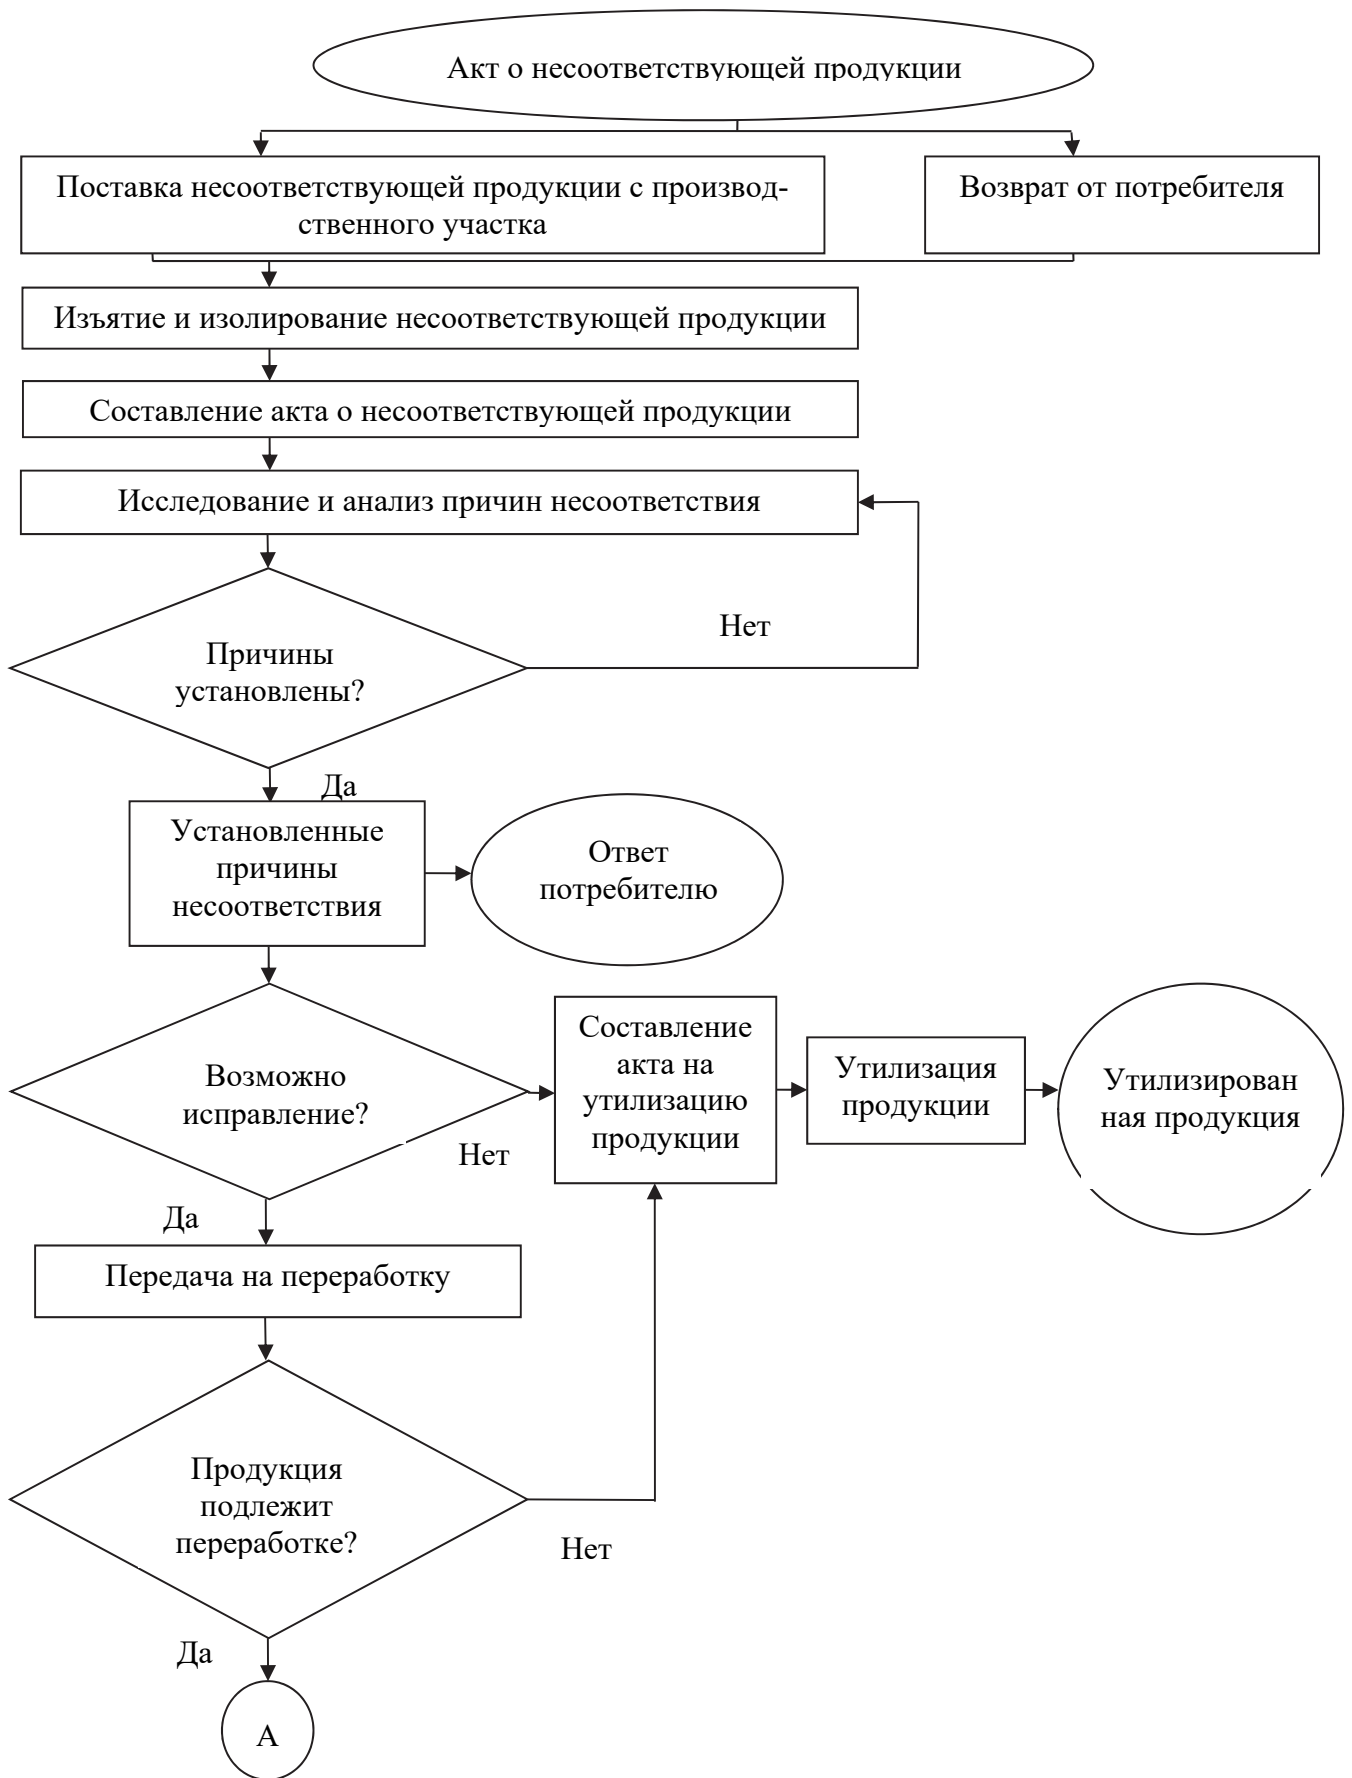 Акт о несоответствующей продукции
Поставка несоответствующей продукции с производ-
ственного участка
Возврат от потребителя
Изъятие и изолирование несоответствующей продукции
Составление акта о несоответствующей продукции
Исследование и анализ причин несоответствия
Нет
Причины
установлены?
Да
Установленные
причины
несоответствия
Ответ
потребителю
Возможно
исправление?
Нет
Составление
акта на
утилизацию
продукции
Утилизация
продукции
Утилизирован
ная продукция
Да
Передача на переработку
Продукция
подлежит
переработке?
Нет
Да
А